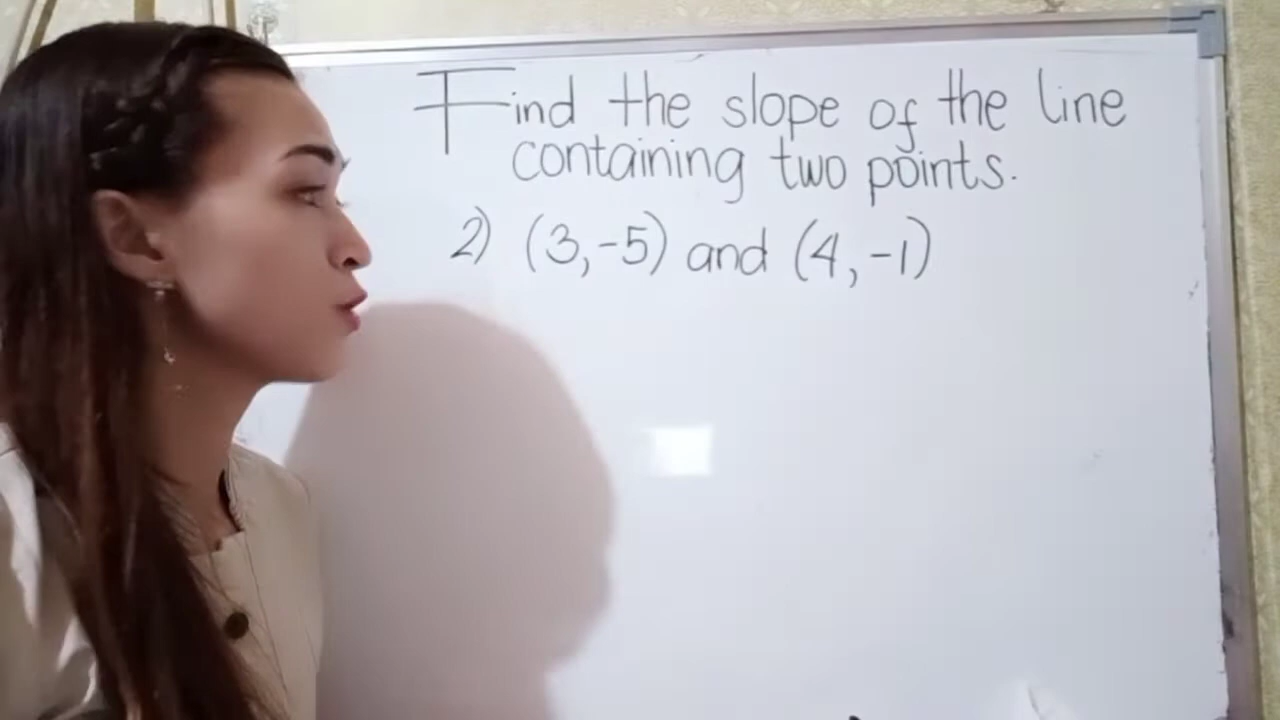 Find the slope of the line
containing two points.
2) (3,-5) and (4,-1)